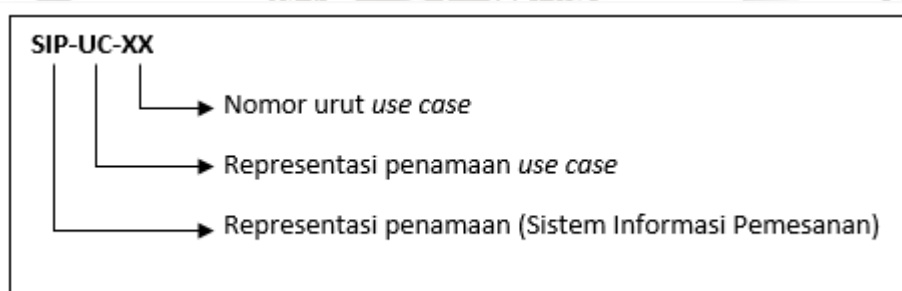 SIP-UC-XX
Nomor urut use case
Representasi penamaan use case
Representasi penamaan (Sistem Informasi Pemesanan)